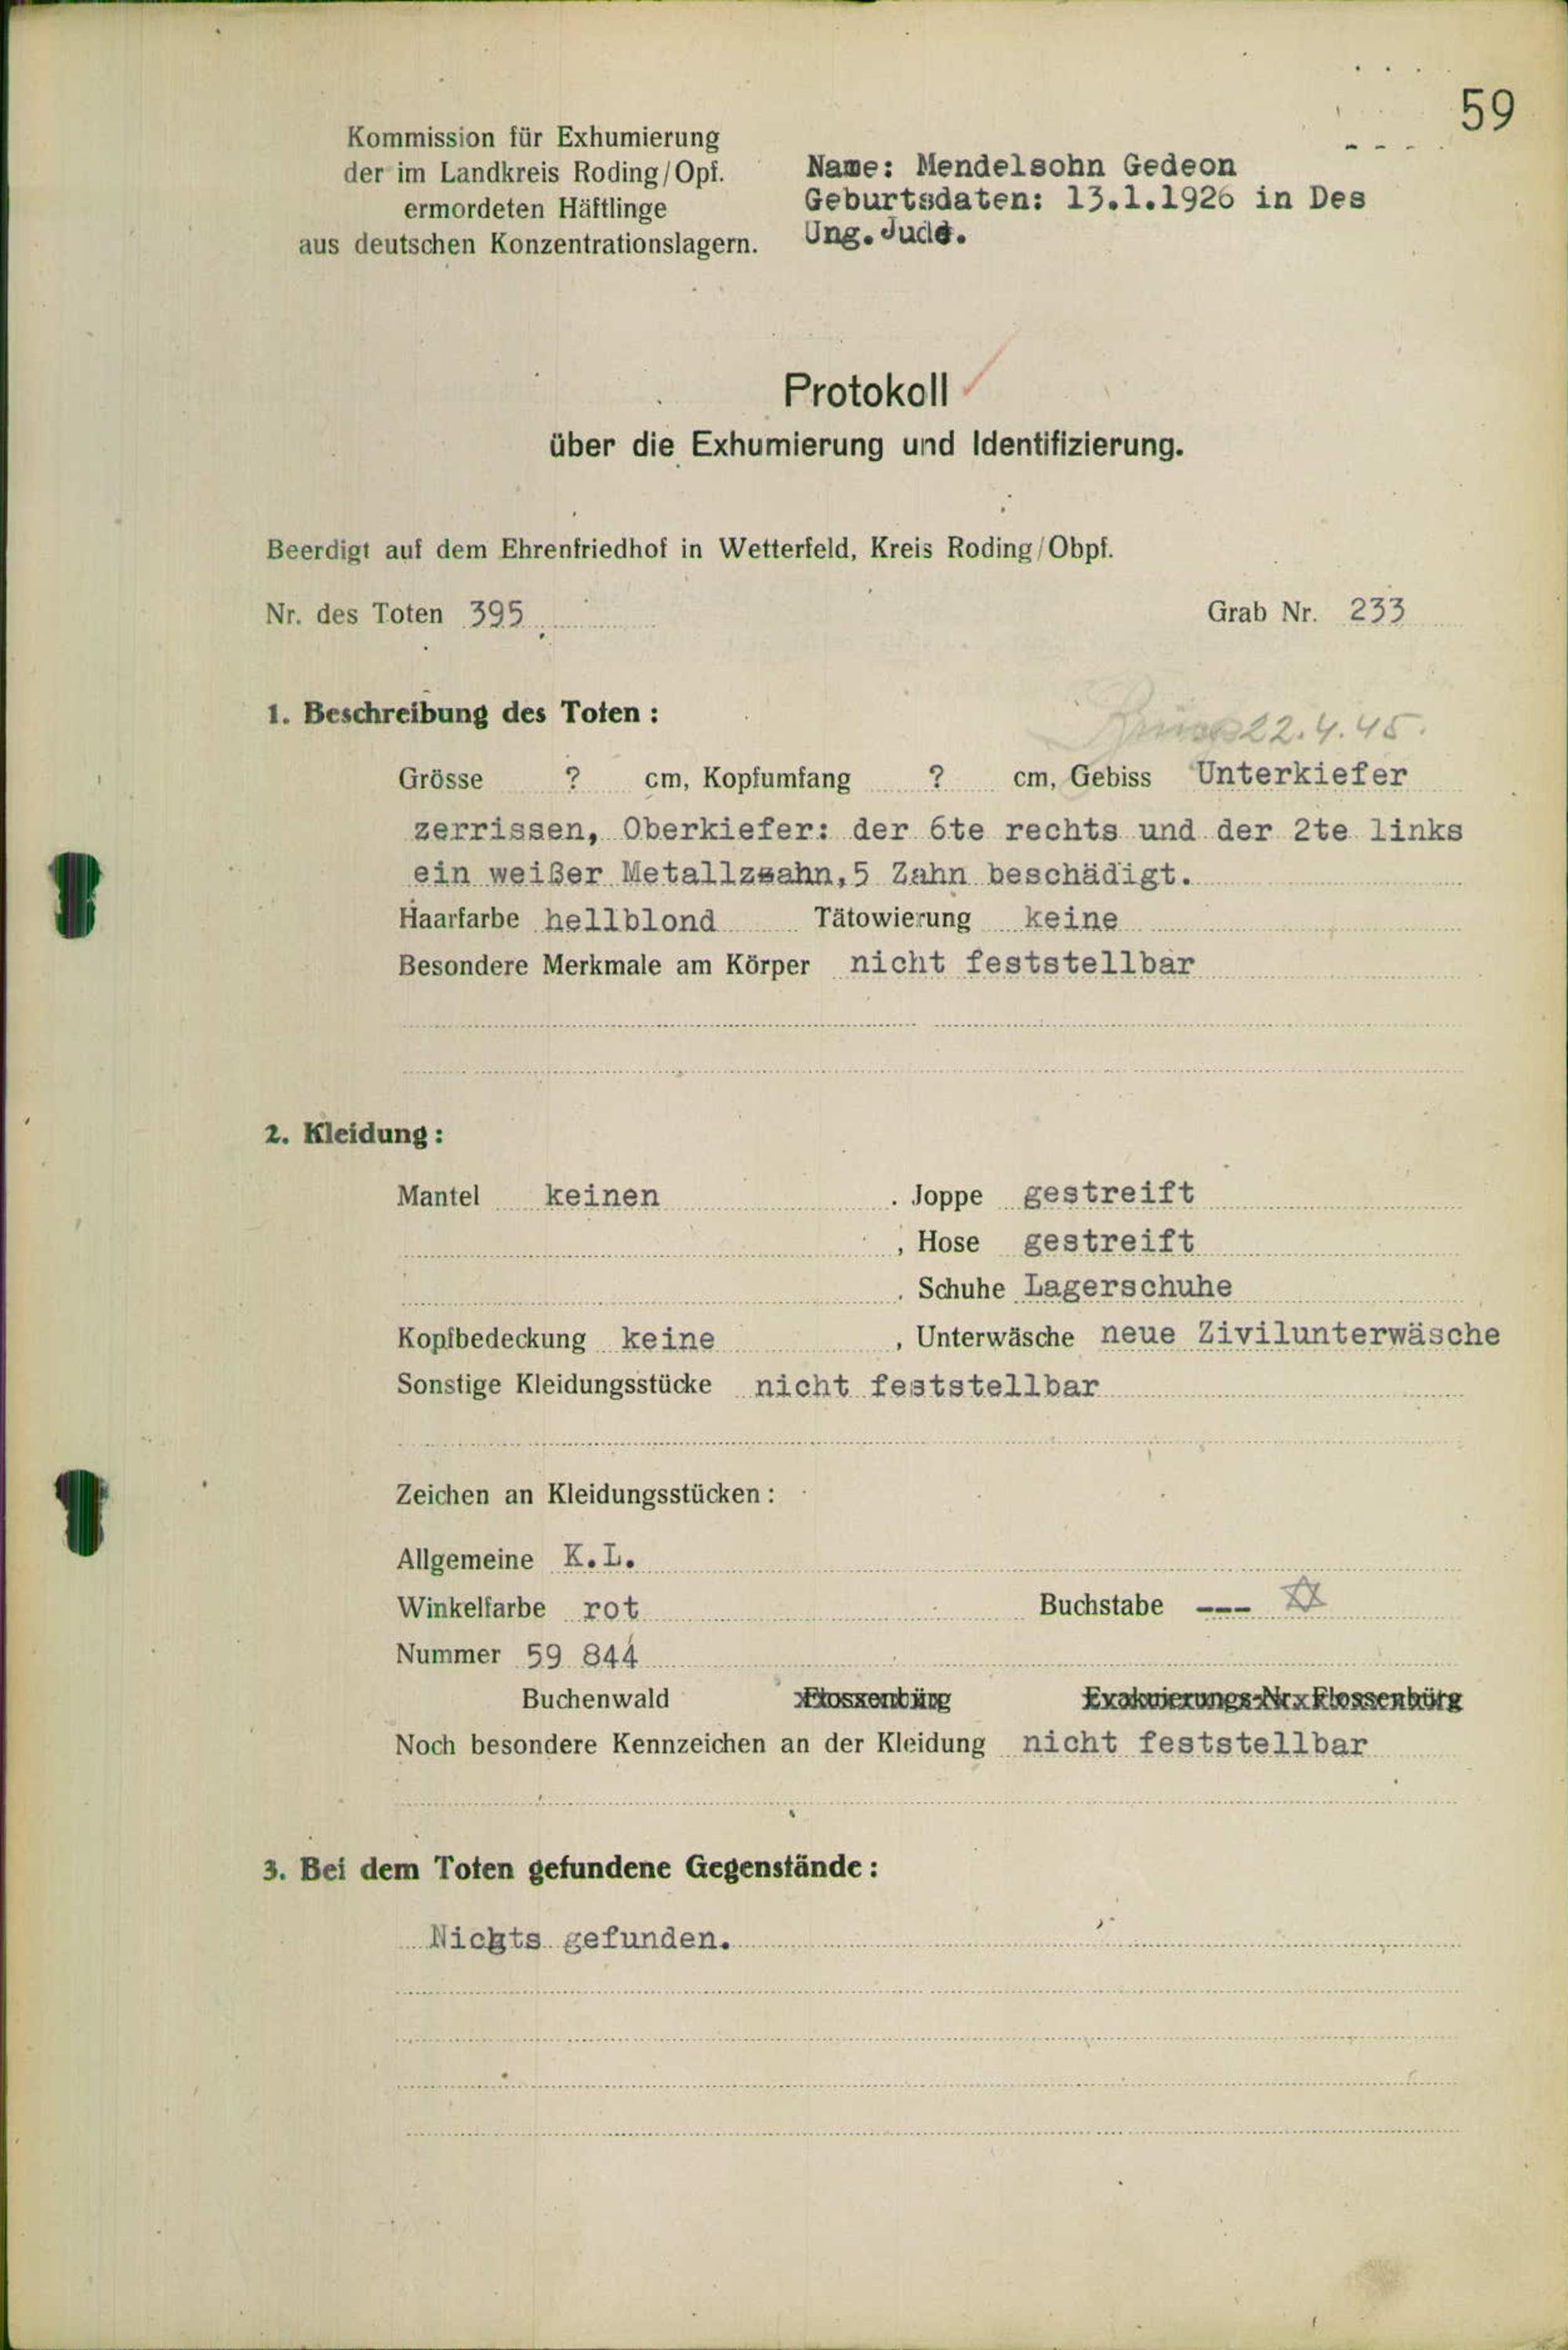 59
Kommission für Exhumierung
der im Landkreis Roding/Opf.
ermordeten Häftlinge
aus deutschen Konzentrationslagern.
Name: Mendelsohn Gedeon
Geburtsdaten: 13.1.1926 in Des
Ung. Jude.
Protokoll
über die Exhumierung und Identifizierung.
Beerdigt auf dem Ehrenfriedhof in Wetterfeld, Kreis Roding/Obpf.
Nr. des Toten 395 Grab Nr. 233
22.4.45.
1. Beschreibung des Toten :
Grösse ? cm, Kopfumfang ? cm, Gebiss Unterkiefer
zerrissen, Oberkiefer: der 6te rechts und der 2te links
ein weißer Metallzsahn, 5 Zahn beschädigt.
Haarfarbe hellblond Tätowierung keine
Besondere Merkmale am Körper nicht feststellbar
2. Kleidung :
Mantel keinen . Joppe gestreift
, Hose gestreift
. Schuhe Lagerschuhe
Kopfbedeckung keine , Unterwäsche neue Zivilunterwäsche
Sonstige Kleidungsstücke nicht feststellbar
Zeichen an Kleidungsstücken :
Allgemeine K.L.
Winkelfarbe rot Buchstabe --- ✡
Nummer 59 844
Buchenwald Flossenbürg Evakuierungs-Nr. Flossenbürg
Noch besondere Kennzeichen an der Kleidung nicht feststellbar
3. Bei dem Toten gefundene Gegenstände :
Nichts gefunden.